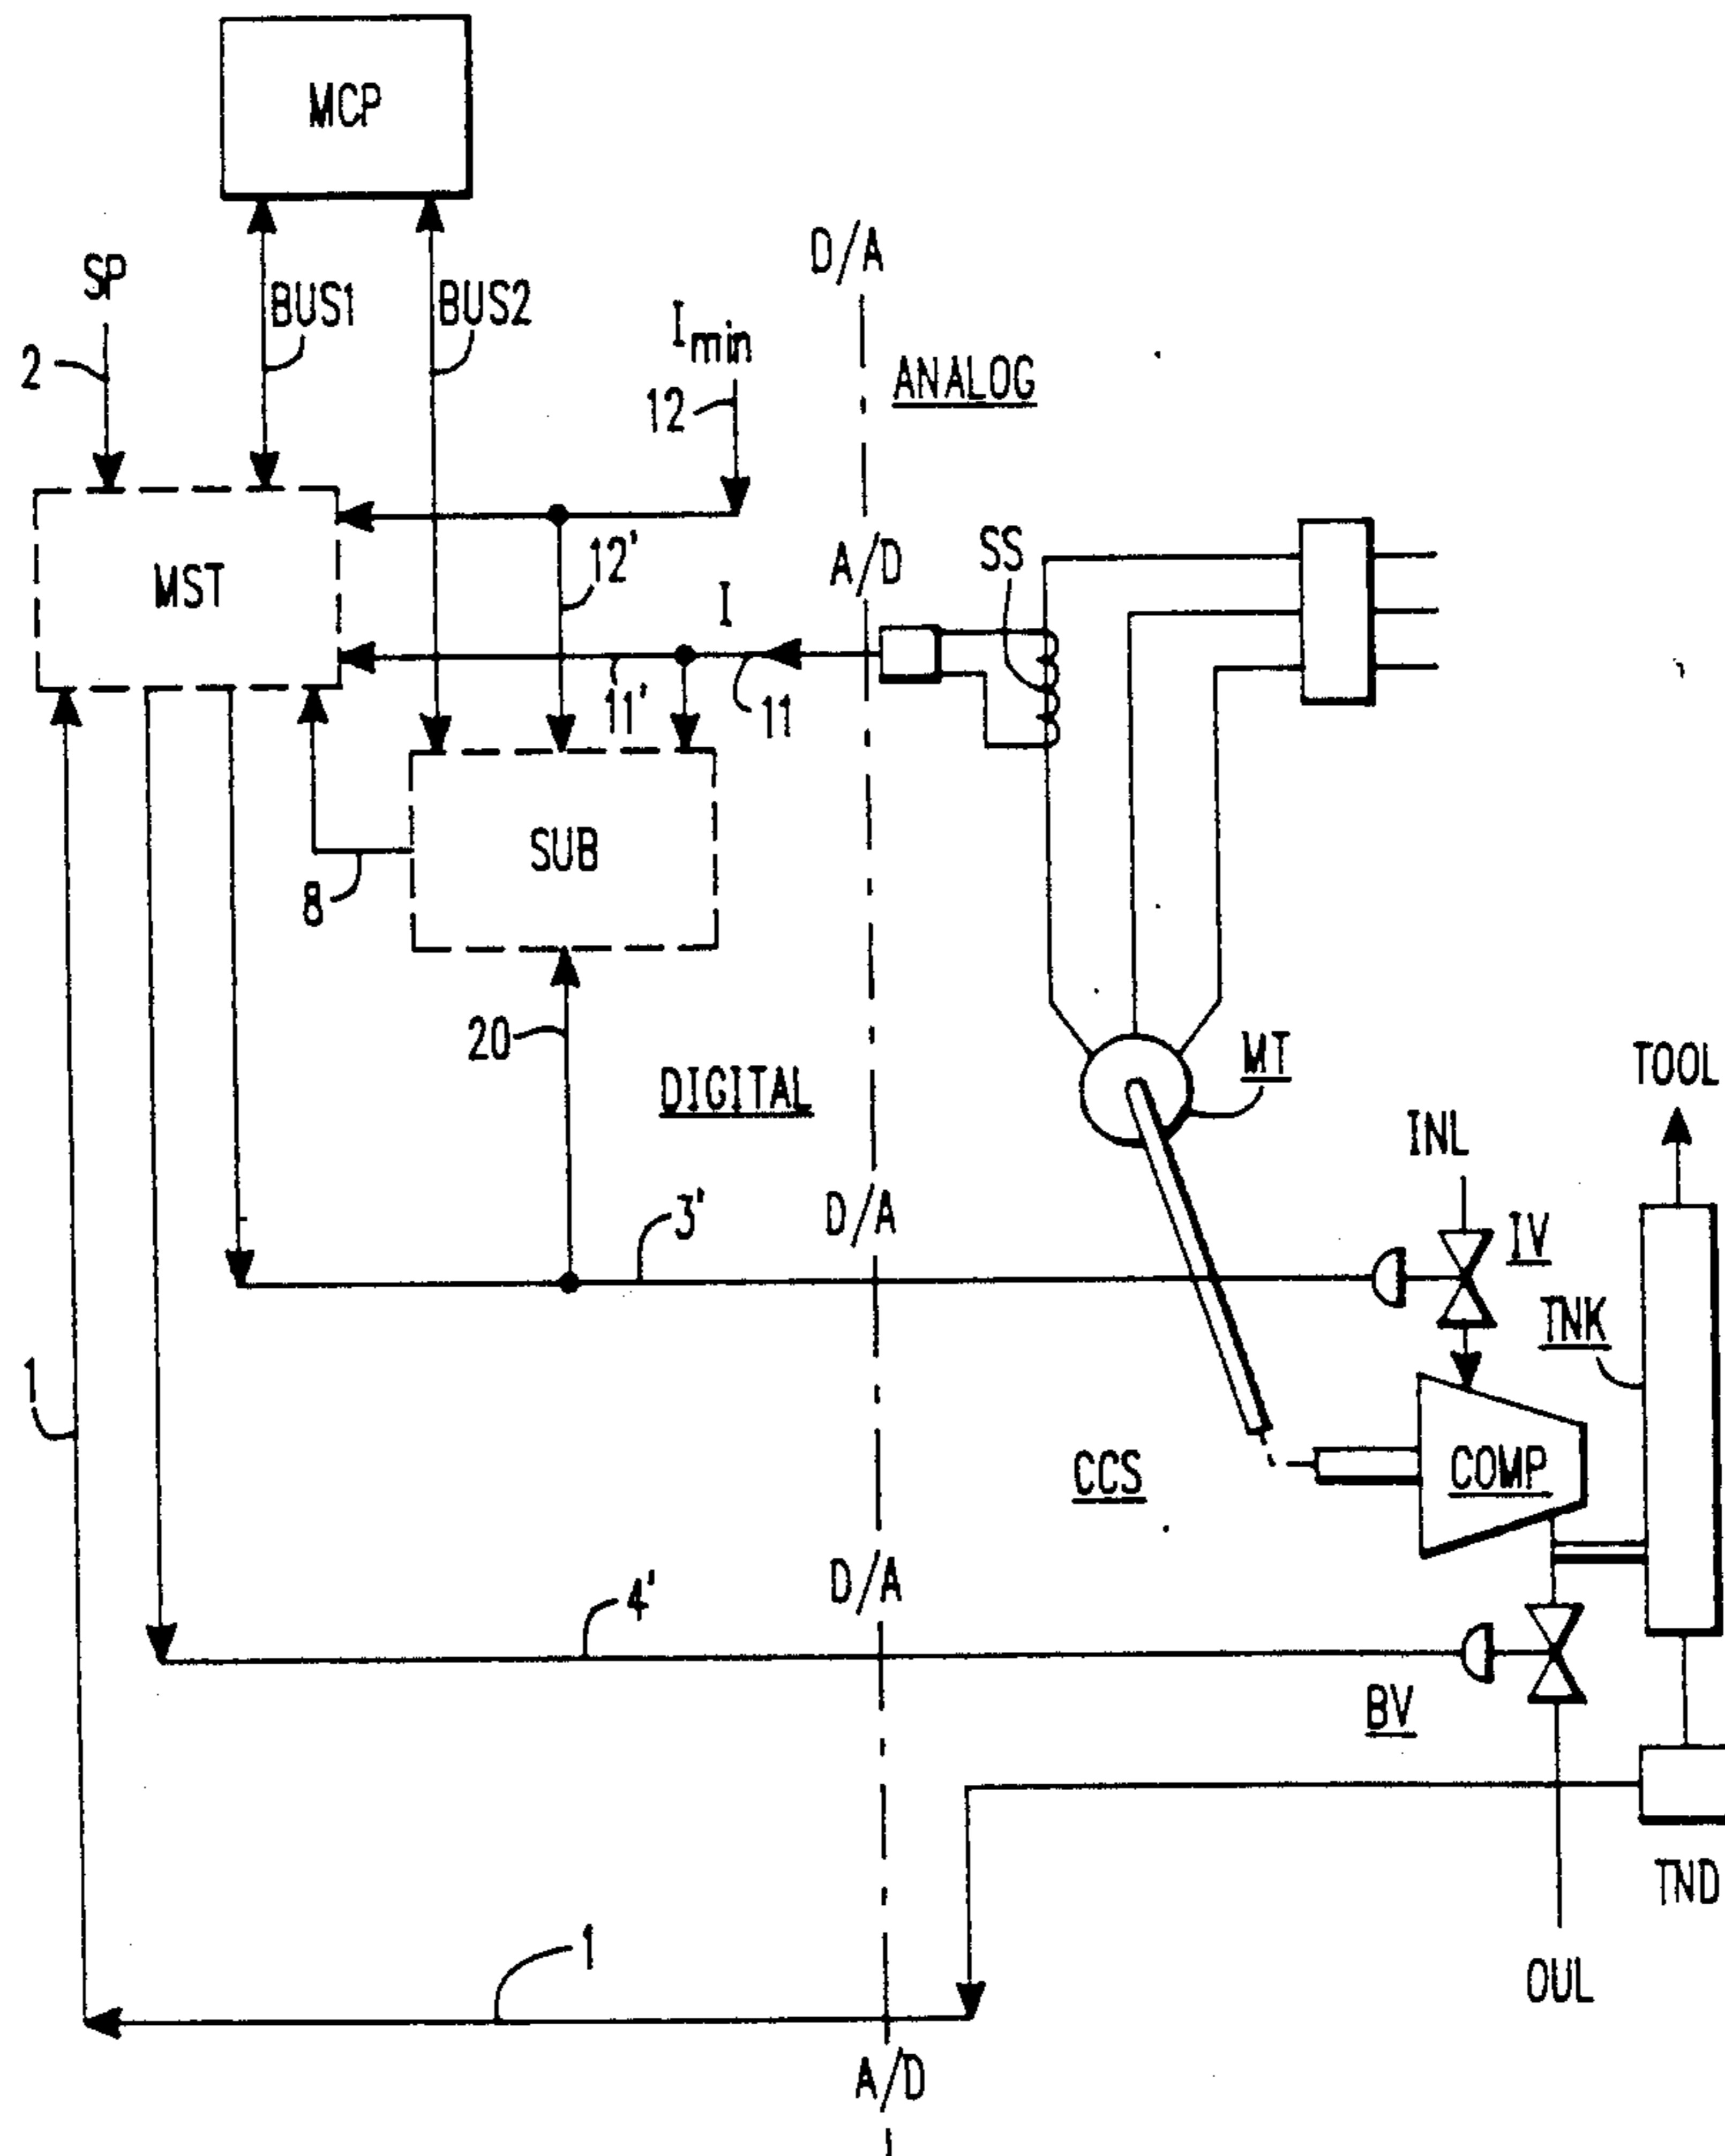 MCP
D/A
SP
BUS1
BUS2
I min
2
12
ANALOG
MST
12'
A/D
SS
I
11'
11
SUB
8
20
DIGITAL
MT
TOOL
INL
3'
D/A
IV
TNK
1
CCS
COMP
4'
D/A
BV
TND
1
OUL
A/D